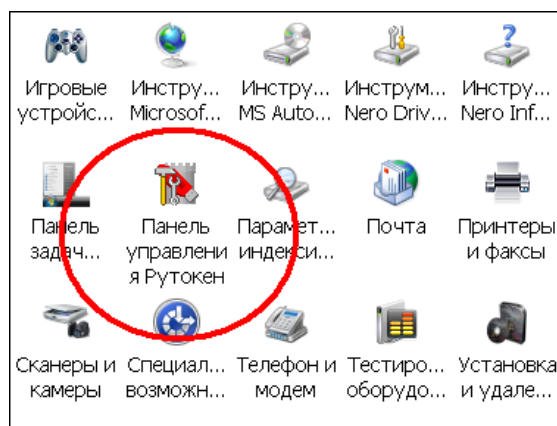 Игровые Инстру... Инстру... Инструм... Инстру...
устройс... Microsof... MS Auto... Nero Driv... Nero Inf...
Панель Панель Парамет... Почта Принтеры
задач... управлени индекси... и факсы
я Рутокен
Сканеры и Специал... Телефон и Тестиро... Установка
камеры возможн... модем оборудо... и удале...